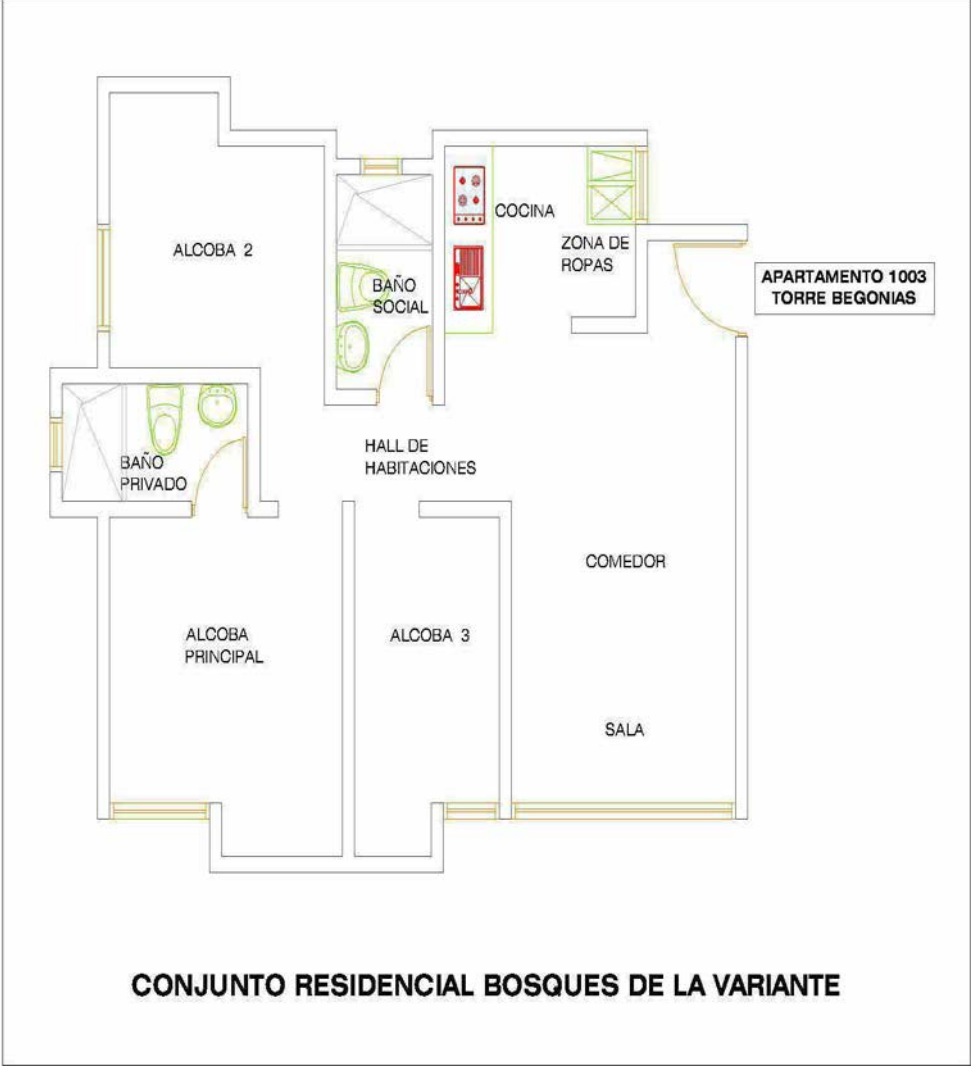 COCINA
ALCOBA 2
ZONA DE
ROPAS
APARTAMENTO 1003
TORRE BEGONIAS
BAÑO
SOCIAL
HALL DE
HABITACIONES
BAÑO
PRIVADO
COMEDOR
ALCOBA
PRINCIPAL
ALCOBA 3
SALA
CONJUNTO RESIDENCIAL BOSQUES DE LA VARIANTE